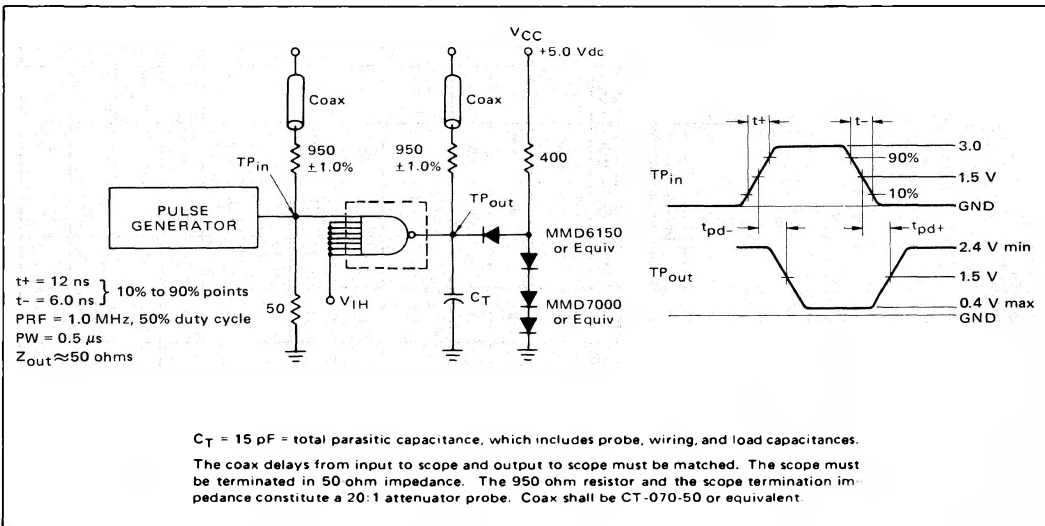 VCC
+5.0 Vdc
Coax
Coax
950
±1.0%
950
±1.0%
400
TPin
TPout
PULSE
GENERATOR
MMD6150
or Equiv
MMD7000
or Equiv
50
VIH
CT
t+ = 12 ns
t– = 6.0 ns
} 10% to 90% points
PRF = 1.0 MHz, 50% duty cycle
PW = 0.5 µs
Zout ≈ 50 ohms
t+
t–
3.0
90%
TPin
1.5 V
10%
GND
tpd–
tpd+
2.4 V min
TPout
1.5 V
0.4 V max
GND
CT = 15 pF = total parasitic capacitance, which includes probe, wiring, and load capacitances.
The coax delays from input to scope and output to scope must be matched. The scope must
be terminated in 50 ohm impedance. The 950 ohm resistor and the scope termination im-
pedance constitute a 20:1 attenuator probe. Coax shall be CT-070-50 or equivalent.